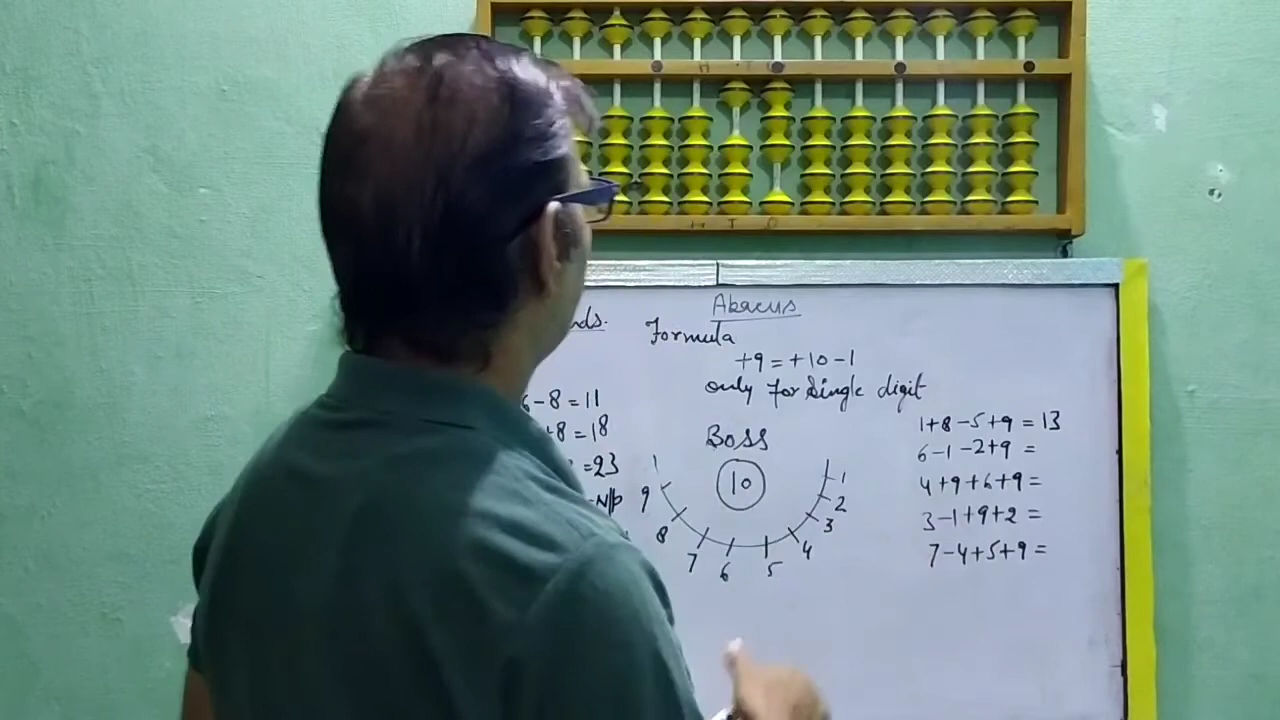 H T O
H T O
Abacus
Formula
+9 = +10 - 1
only for Single digit
6 - 8 = 11
+8 = 18
= 23
N/P
Boss
10
1
9
8
7
6
5
4
3
2
1
1 + 8 - 5 + 9 = 13
6 - 1 - 2 + 9 =
4 + 9 + 6 + 9 =
3 - 1 + 9 + 2 =
7 - 4 + 5 + 9 =